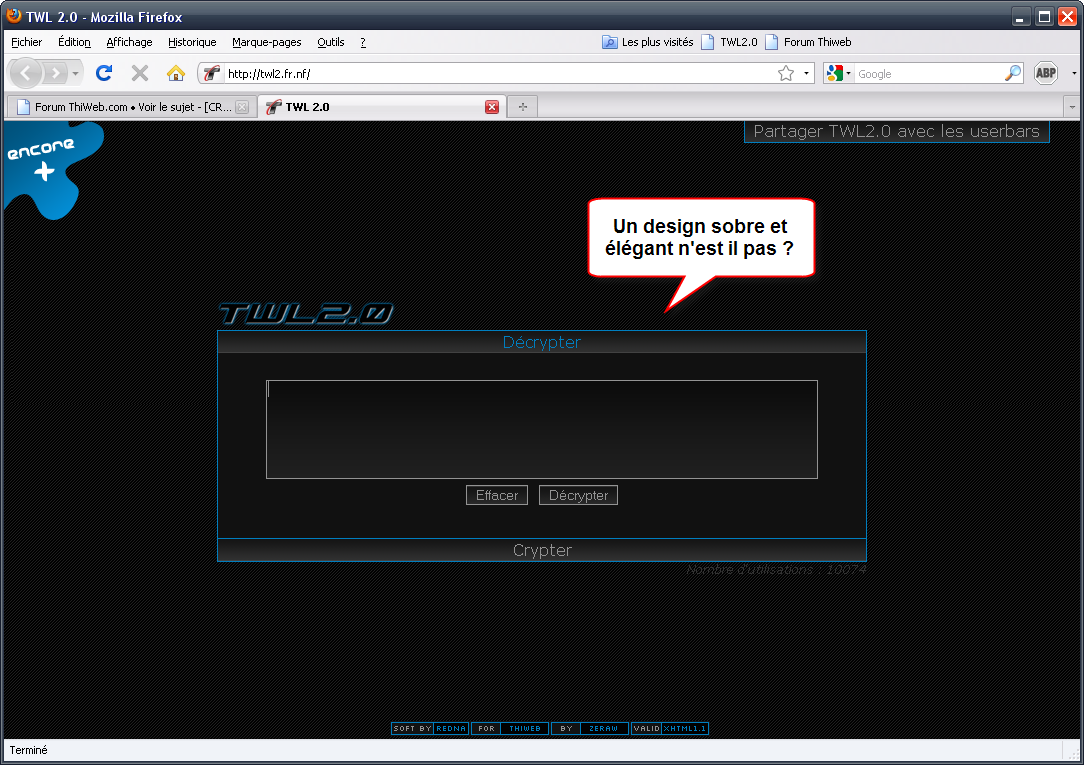 TWL 2.0 - Mozilla Firefox
Fichier Édition Affichage Historique Marque-pages Outils ?
Les plus visités TWL2.0 Forum Thiweb
http://twl2.fr.nf/
Google
ABP
Forum ThiWeb.com • Voir le sujet - [CR...
TWL 2.0
encore
+
Partager TWL2.0 avec les userbars
Un design sobre et
élégant n'est il pas ?
TWL2.0
Décrypter
Effacer Décrypter
Crypter
Nombre d'utilisations : 10074
SOFT BY REDNA FOR THIWEB BY ZERAW VALID XHTML1.1
Terminé